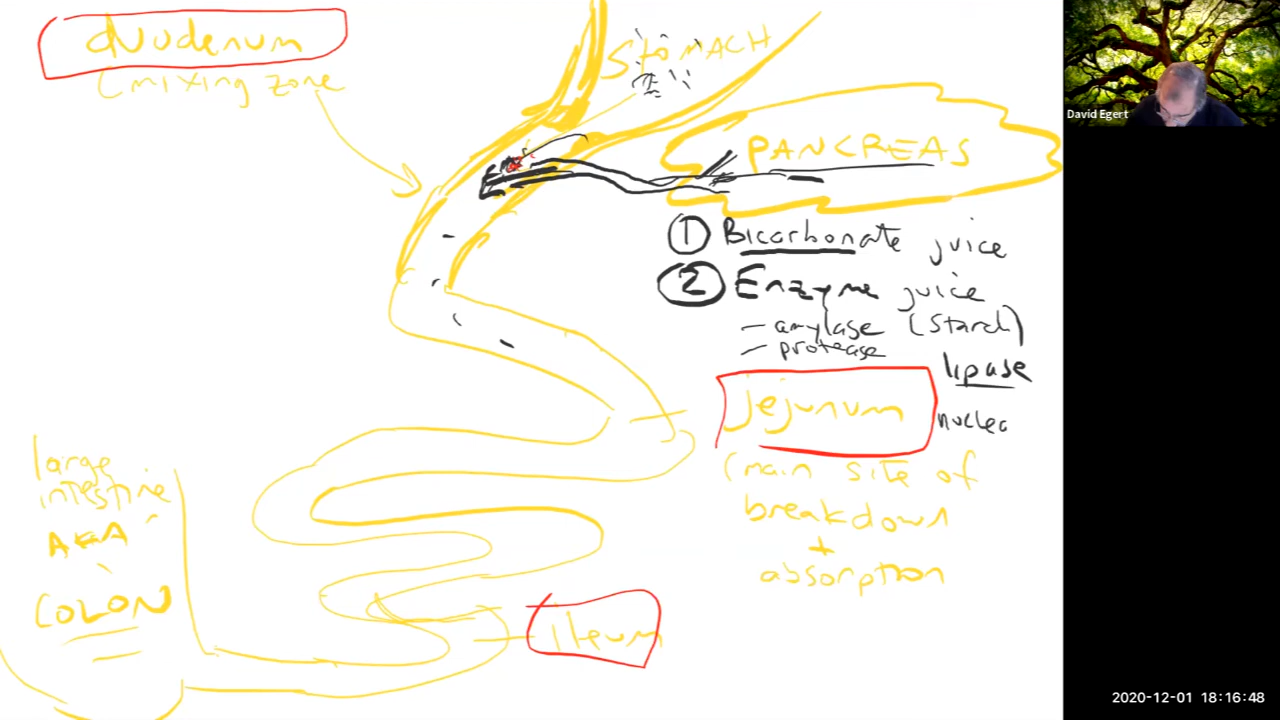 duodenum
(mixing zone
STOMACH
PANCREAS
① Bicarbonate juice
② Enzyme juice
– amylase (starch)
– protease
lipase
nuclea
jejunum
(main site of
breakdown
+
absorption
large
intestine
AKA
COLON
ileum
David Egert
2020-12-01 18:16:48